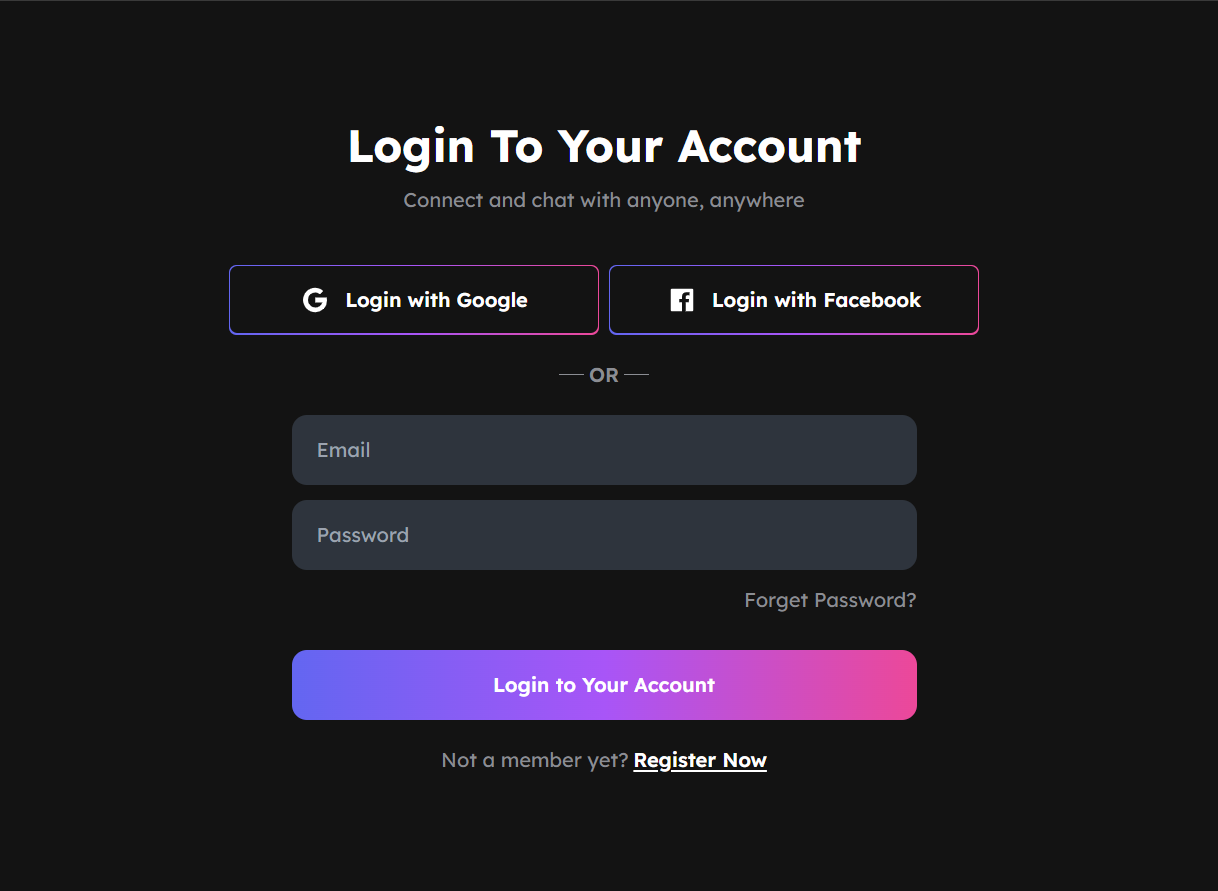 Login To Your Account
Connect and chat with anyone, anywhere
Login with Google
Login with Facebook
OR
Email
Password
Forget Password?
Login to Your Account
Not a member yet? Register Now